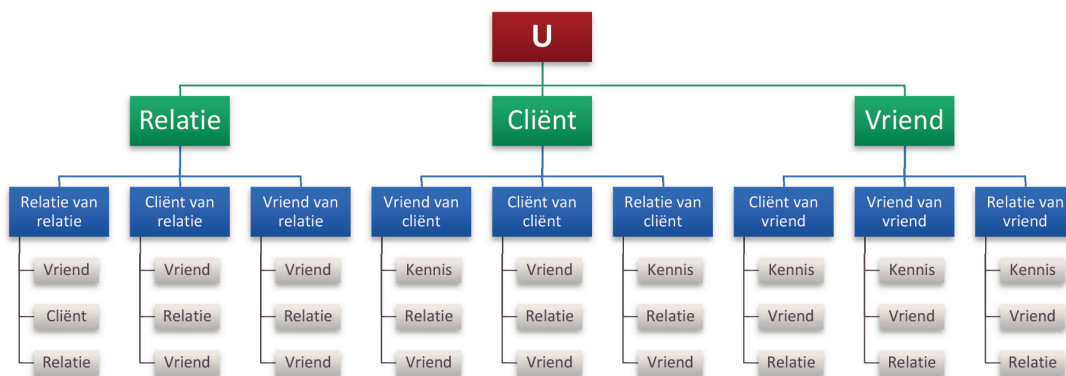 U
Relatie
Cliënt
Vriend
Relatie van
relatie
Cliënt van
relatie
Vriend van
relatie
Vriend van
cliënt
Cliënt van
cliënt
Relatie van
cliënt
Cliënt van
vriend
Vriend van
vriend
Relatie van
vriend
Vriend
Cliënt
Relatie
Vriend
Relatie
Vriend
Vriend
Relatie
Vriend
Kennis
Relatie
Vriend
Vriend
Relatie
Vriend
Kennis
Relatie
Vriend
Kennis
Vriend
Relatie
Kennis
Vriend
Relatie
Kennis
Vriend
Relatie